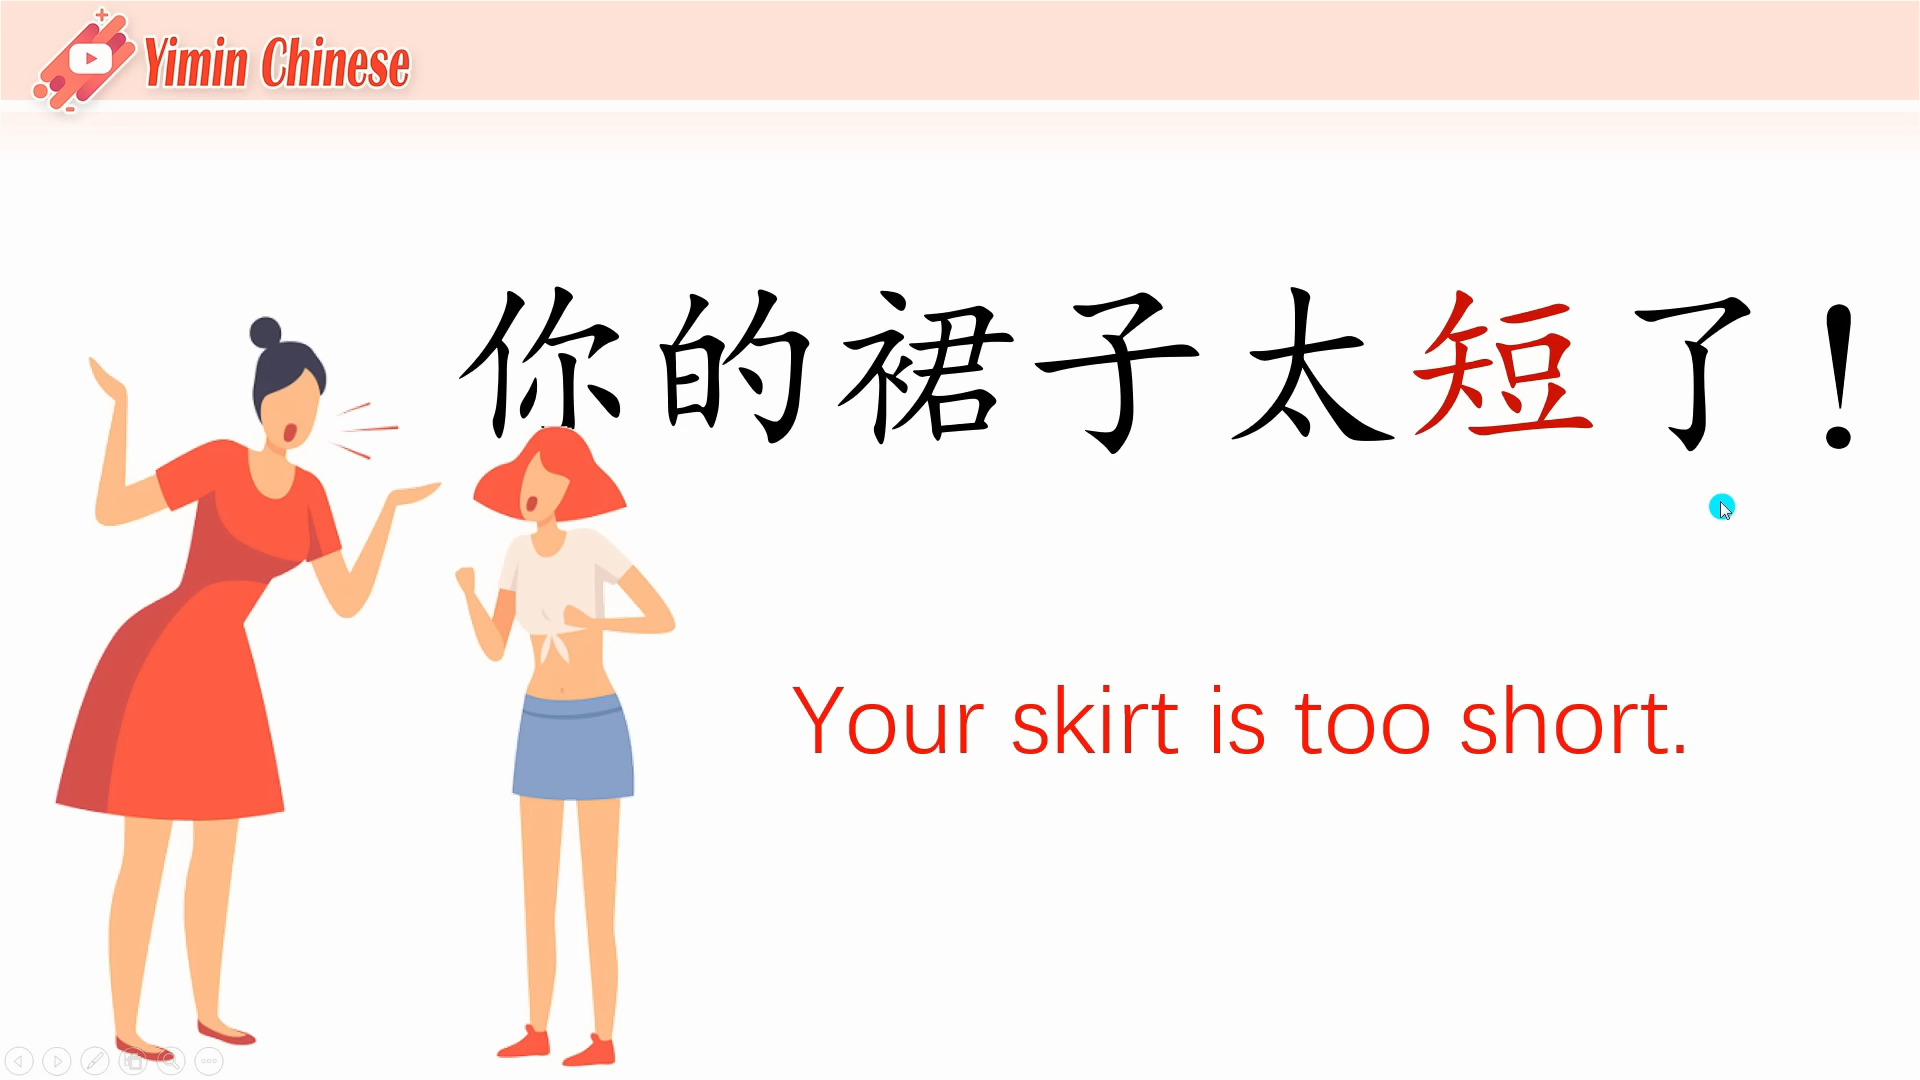 Yimin Chinese
你的裙子太短了！
Your skirt is too short.